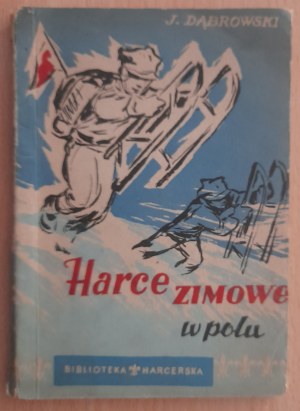 J. DĄBROWSKI
Harce ZIMOWE
w polu
BIBLIOTEKA HARCERSKA